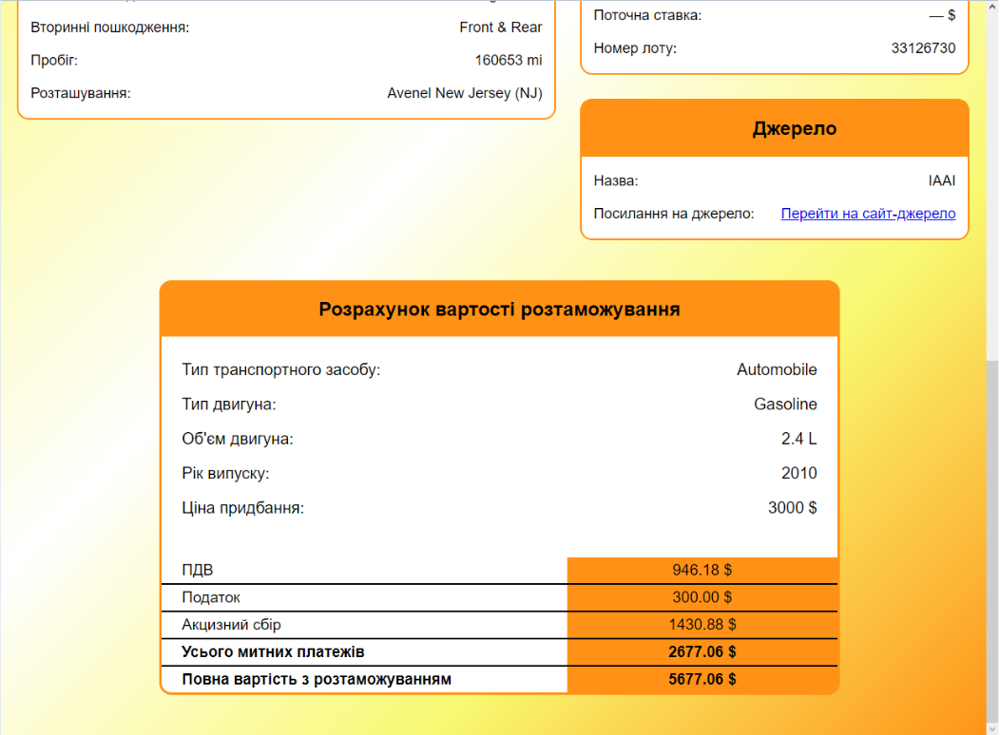 Вторинні пошкодження: Front & Rear
Пробіг: 160653 mi
Розташування: Avenel New Jersey (NJ)
Поточна ставка: — $
Номер лоту: 33126730
Джерело
Назва: IAAI
Посилання на джерело: Перейти на сайт-джерело
Розрахунок вартості розтаможування
Тип транспортного засобу: Automobile
Тип двигуна: Gasoline
Об'єм двигуна: 2.4 L
Рік випуску: 2010
Ціна придбання: 3000 $
ПДВ 946.18 $
Податок 300.00 $
Акцизний сбір 1430.88 $
Усього митних платежів 2677.06 $
Повна вартість з розтаможуванням 5677.06 $